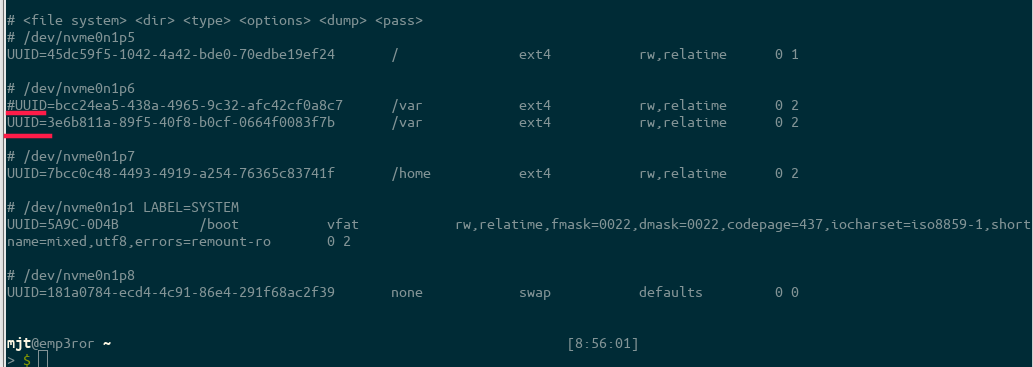 # <file system> <dir> <type> <options> <dump> <pass>
# /dev/nvme0n1p5
UUID=45dc59f5-1042-4a42-bde0-70edbe19ef24       /               ext4            rw,relatime      0 1
# /dev/nvme0n1p6
#UUID=bcc24ea5-438a-4965-9c32-afc42cf0a8c7      /var            ext4            rw,relatime      0 2
UUID=3e6b811a-89f5-40f8-b0cf-0664f0083f7b       /var            ext4            rw,relatime      0 2
# /dev/nvme0n1p7
UUID=7bcc0c48-4493-4919-a254-76365c83741f       /home           ext4            rw,relatime      0 2
# /dev/nvme0n1p1 LABEL=SYSTEM
UUID=5A9C-0D4B          /boot           vfat            rw,relatime,fmask=0022,dmask=0022,codepage=437,iocharset=iso8859-1,short
name=mixed,utf8,errors=remount-ro       0 2
# /dev/nvme0n1p8
UUID=181a0784-ecd4-4c91-86e4-291f68ac2f39       none            swap            defaults         0 0
mjt@emp3ror ~                                                         [8:56:01]
> $